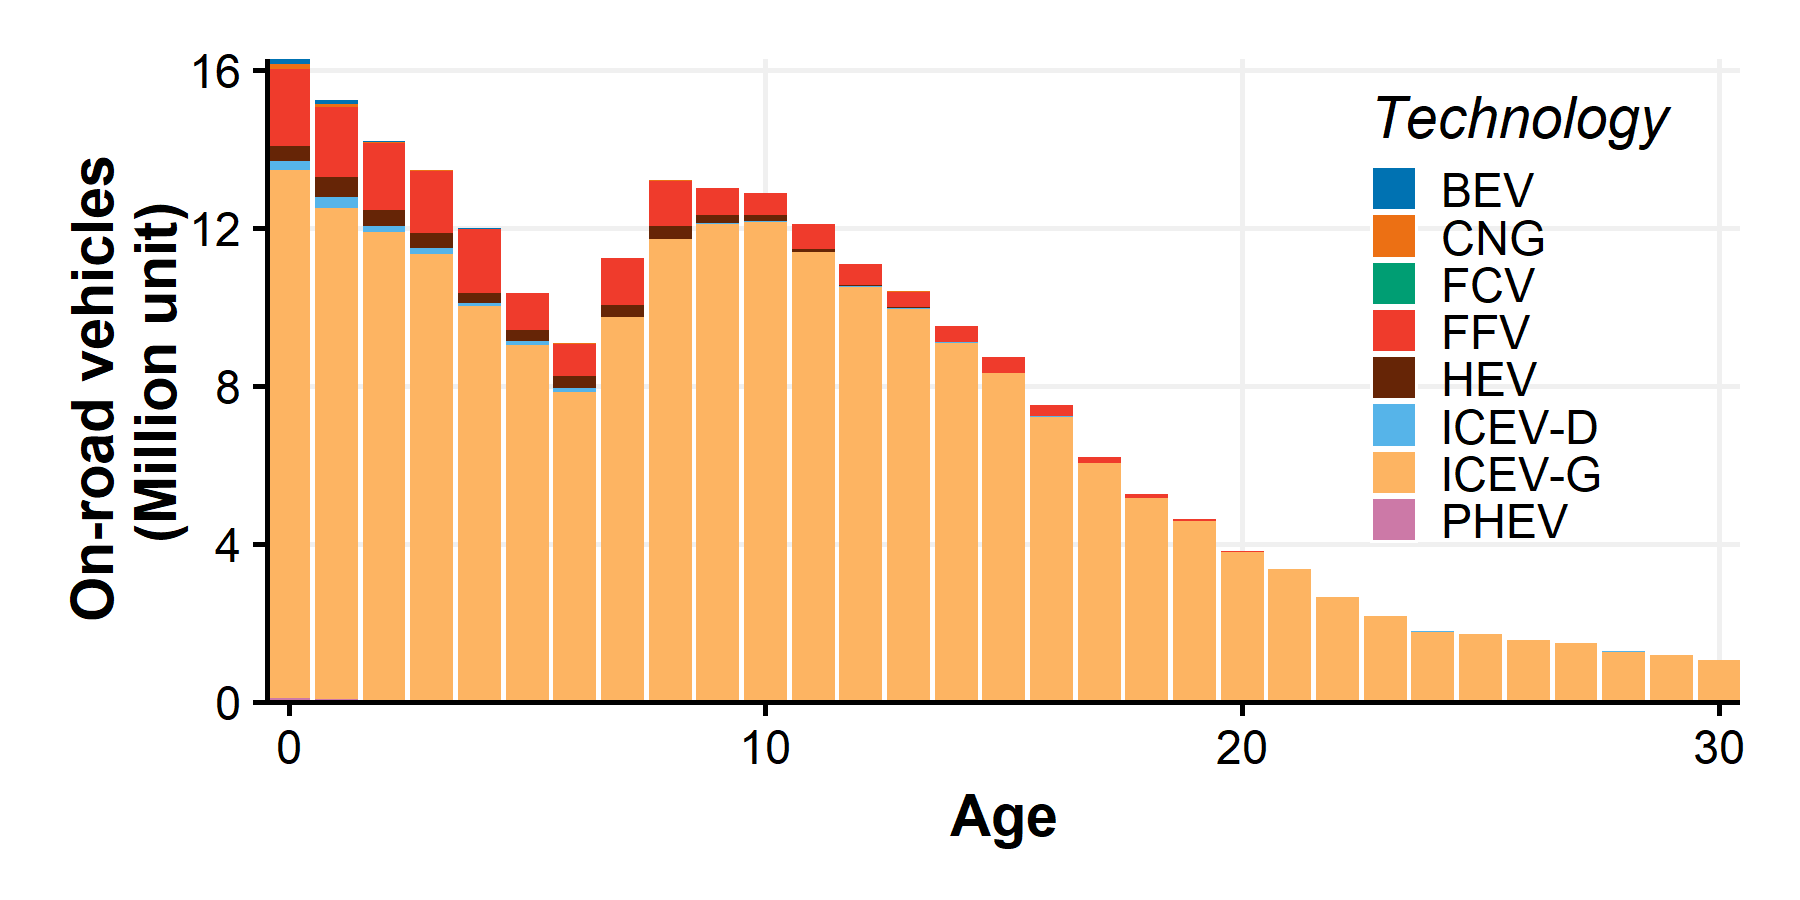 On-road vehicles
(Million unit)
16
12
8
4
0
0 10 20 30
Age
Technology
BEV
CNG
FCV
FFV
HEV
ICEV-D
ICEV-G
PHEV